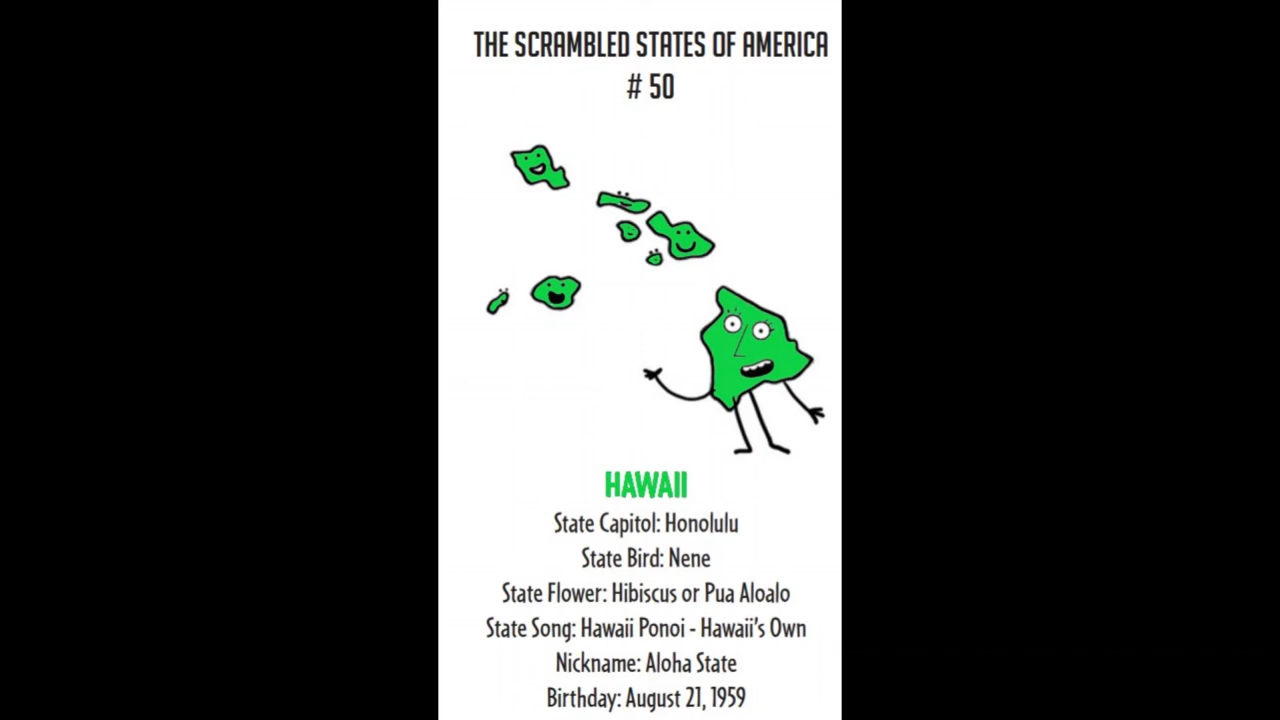 THE SCRAMBLED STATES OF AMERICA
# 50
HAWAII
State Capitol: Honolulu
State Bird: Nene
State Flower: Hibiscus or Pua Aloalo
State Song: Hawaii Ponoi - Hawaii's Own
Nickname: Aloha State
Birthday: August 21, 1959